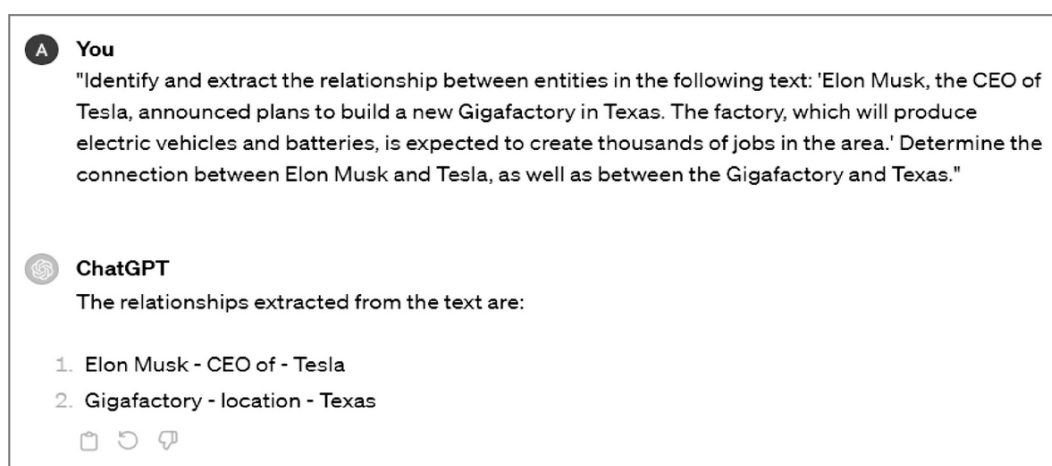 A You
"Identify and extract the relationship between entities in the following text: 'Elon Musk, the CEO of
Tesla, announced plans to build a new Gigafactory in Texas. The factory, which will produce
electric vehicles and batteries, is expected to create thousands of jobs in the area.' Determine the
connection between Elon Musk and Tesla, as well as between the Gigafactory and Texas."
ChatGPT
The relationships extracted from the text are:
1. Elon Musk - CEO of - Tesla
2. Gigafactory - location - Texas